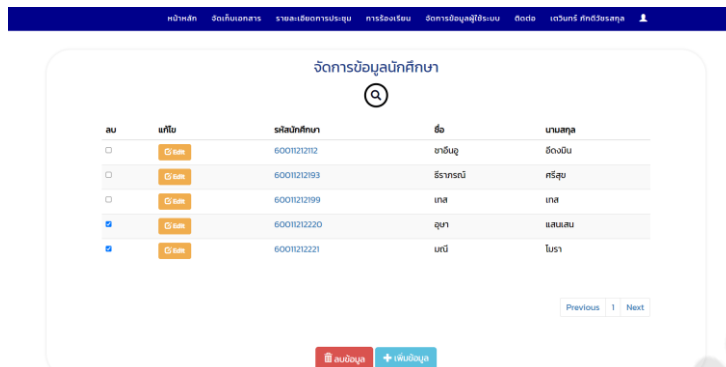 หน้าหลัก จัดเก็บเอกสาร รายละเอียดการประชุม การร้องเรียน จัดการข้อมูลผู้ใช้ระบบ ติดต่อ เตวินทร์ ภักดีวัยรสกุล
จัดการข้อมูลนักศึกษา
ลบ แก้ไข รหัสนักศึกษา ชื่อ นามสกุล
Edit 60011212112 ชาอึนอู อีดงมิน
Edit 60011212193 ธีราภรณ์ ศรีสุข
Edit 60011212199 เทส เทส
Edit 60011212220 อุษา แสนเสน
Edit 60011212221 มณี โมรา
Previous 1 Next
ลบข้อมูล เพิ่มข้อมูล